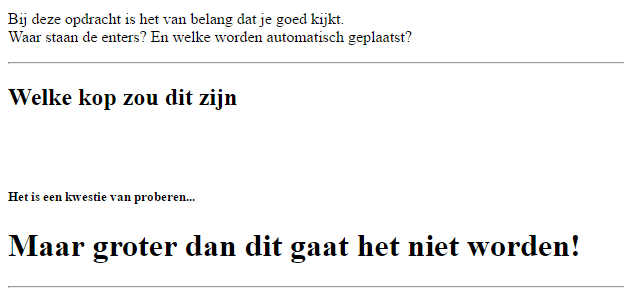 Bij deze opdracht is het van belang dat je goed kijkt.
Waar staan de enters? En welke worden automatisch geplaatst?
Welke kop zou dit zijn
Het is een kwestie van proberen...
Maar groter dan dit gaat het niet worden!